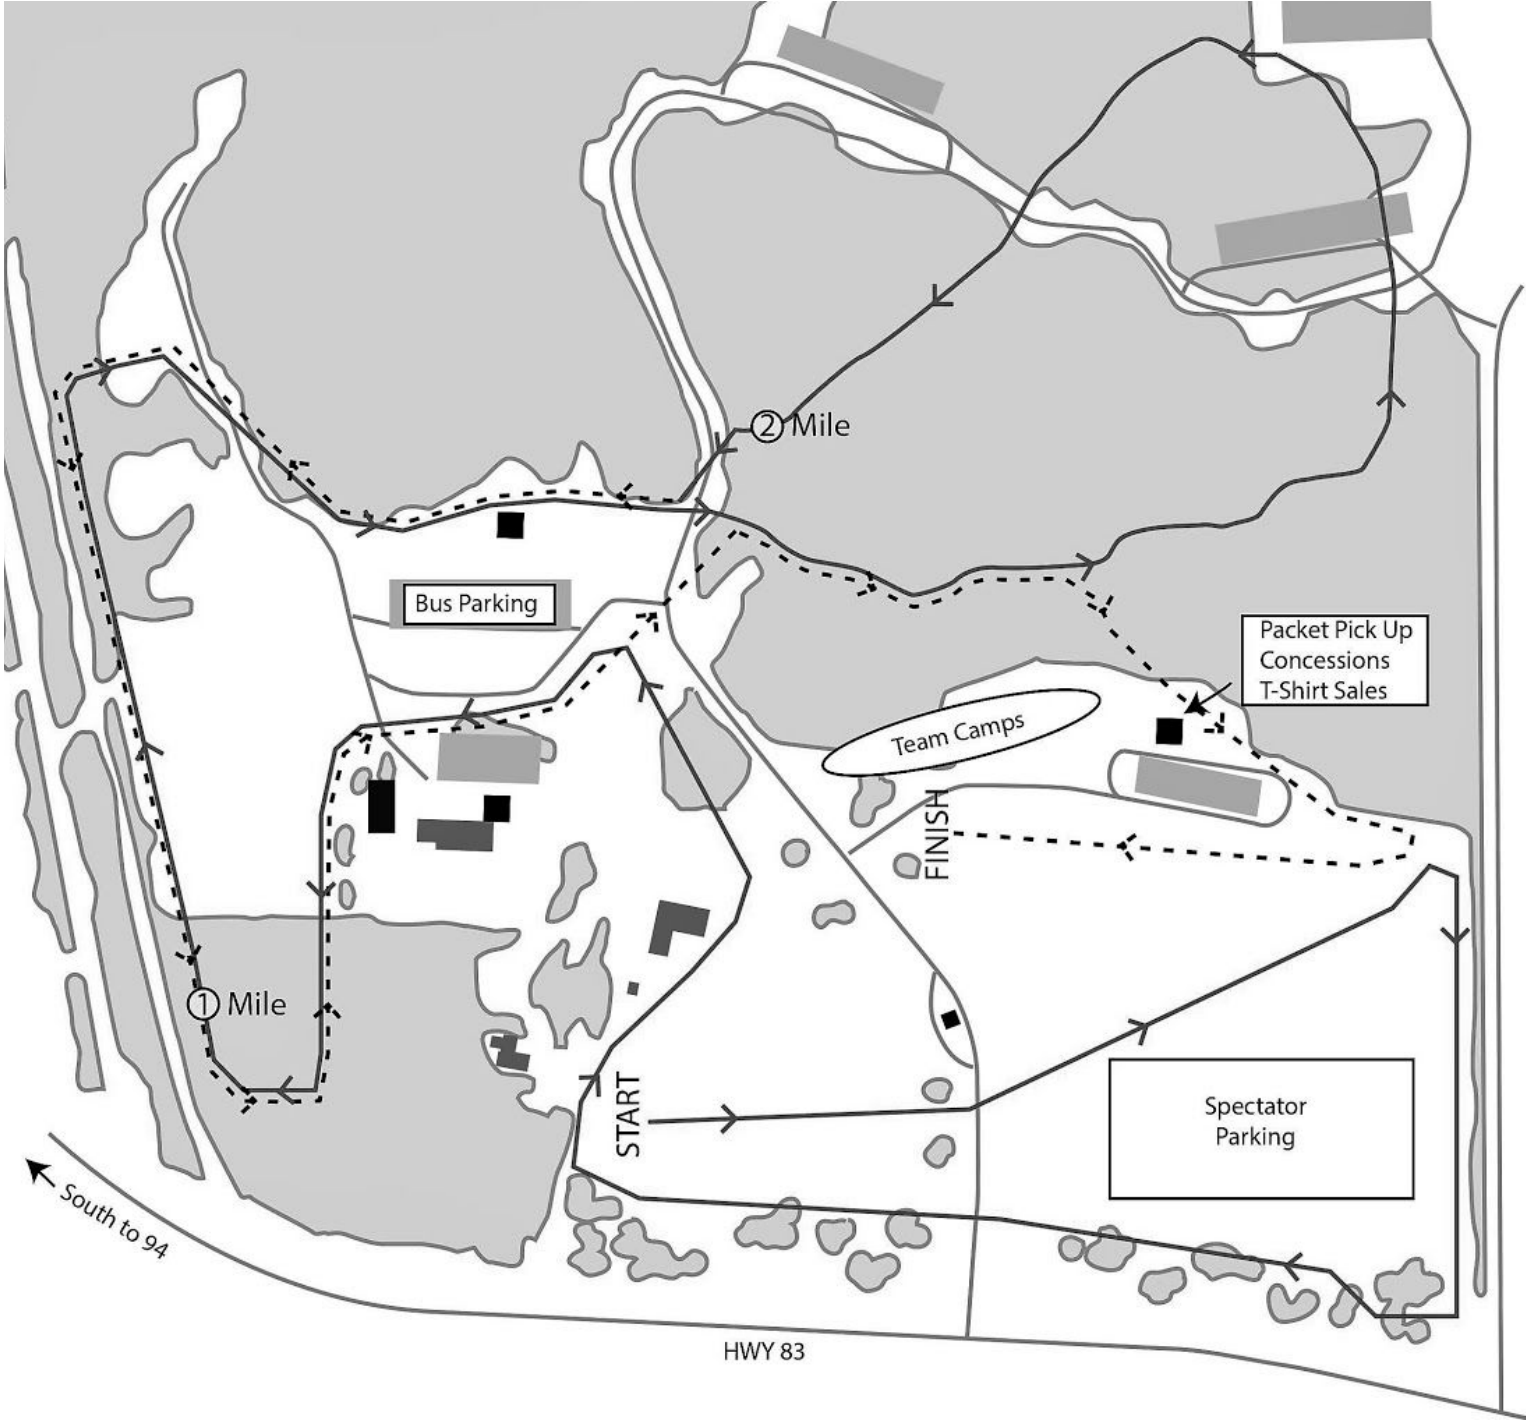 2 Mile
Bus Parking
Packet Pick Up
Concessions
T-Shirt Sales
Team Camps
FINISH
1 Mile
START
Spectator
Parking
South to 94
HWY 83